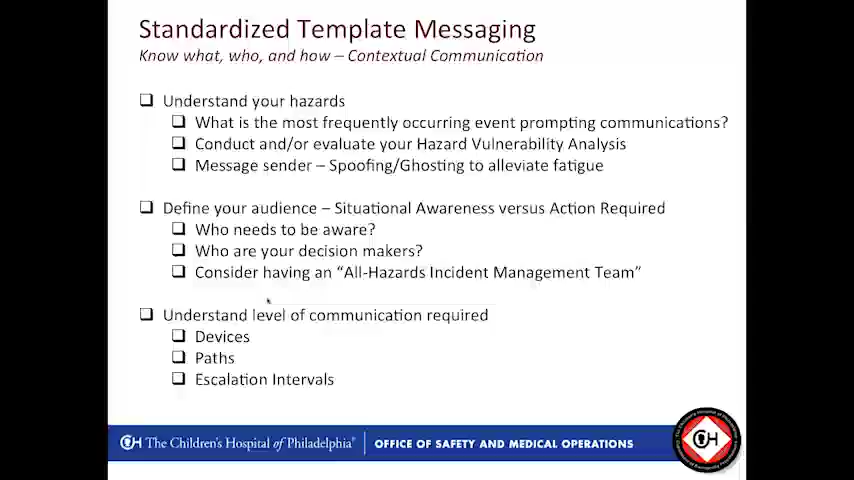 Standardized Template Messaging
Know what, who, and how – Contextual Communication
❑ Understand your hazards
❑ What is the most frequently occurring event prompting communications?
❑ Conduct and/or evaluate your Hazard Vulnerability Analysis
❑ Message sender – Spoofing/Ghosting to alleviate fatigue
❑ Define your audience – Situational Awareness versus Action Required
❑ Who needs to be aware?
❑ Who are your decision makers?
❑ Consider having an “All-Hazards Incident Management Team”
❑ Understand level of communication required
❑ Devices
❑ Paths
❑ Escalation Intervals
CH The Children's Hospital of Philadelphia® OFFICE OF SAFETY AND MEDICAL OPERATIONS
CH